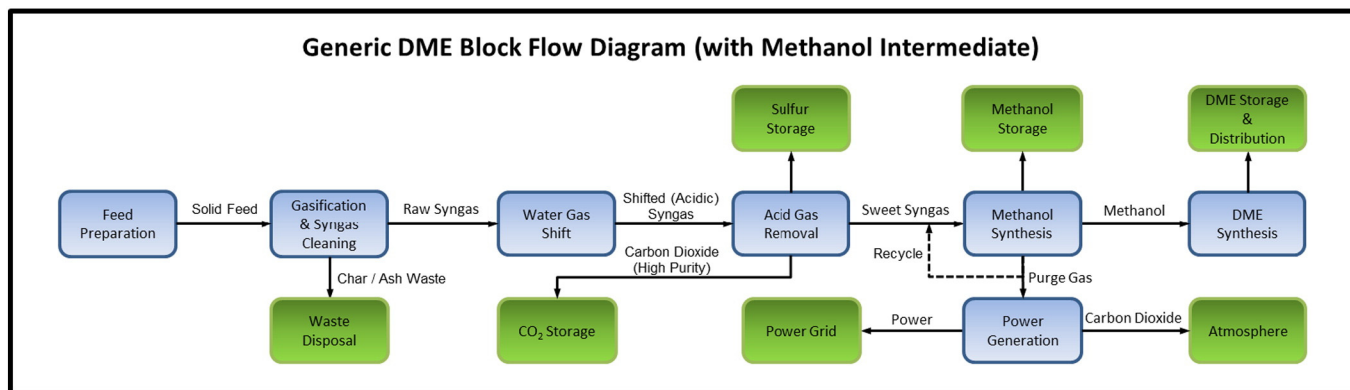 Generic DME Block Flow Diagram (with Methanol Intermediate)
Sulfur
Storage
Methanol
Storage
DME Storage
&
Distribution
Feed
Preparation
Solid Feed
Gasification
& Syngas
Cleaning
Raw Syngas
Water Gas
Shift
Shifted (Acidic)
Syngas
Acid Gas
Removal
Sweet Syngas
Methanol
Synthesis
Methanol
DME
Synthesis
Carbon Dioxide
(High Purity)
Recycle
Char / Ash Waste
Purge Gas
Waste
Disposal
CO₂ Storage
Power Grid
Power
Power
Generation
Carbon Dioxide
Atmosphere